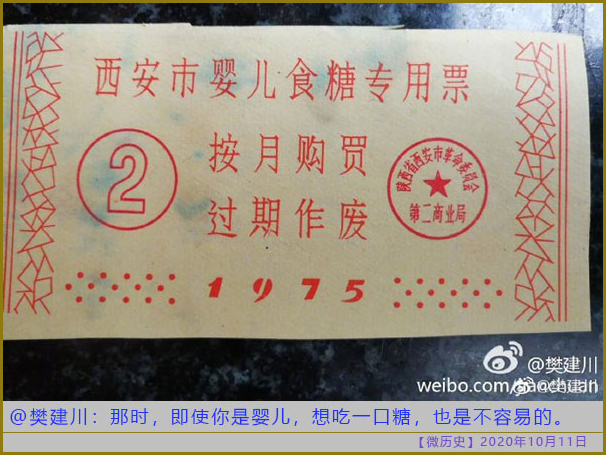 西安市婴儿食糖专用票
2
按月购买
过期作废
陕西省西安市革命委员会
第二商业局
1975
@樊建川
weibo.com/
@樊建川:那时,即使你是婴儿,想吃一口糖,也是不容易的。
【微历史】2020年10月11日